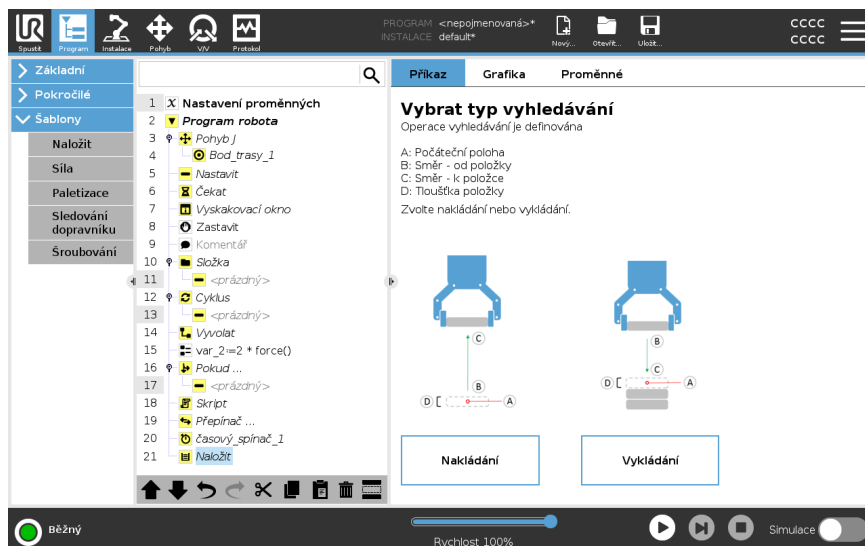 PROGRAM <nepojmenovaná>*
INSTALACE default*
Spustit
Program
Instalace
Pohyb
V/V
Protokol
Nový...
Otevřít...
Uložit...
CCCC
CCCC
Základní
Pokročilé
Šablony
Naložit
Síla
Paletizace
Sledování
dopravníku
Šroubování
1 X Nastavení proměnných
2 Program robota
3 Pohyb J
4 Bod_trasy_1
5 Nastavit
6 Čekat
7 Vyskakovací okno
8 Zastavit
9 Komentář
10 Složka
11 <prázdný>
12 Cyklus
13 <prázdný>
14 Vyvolat
15 var_2:=2 * force()
16 Pokud ...
17 <prázdný>
18 Skript
19 Přepínač ...
20 časový_spínač_1
21 Naložit
Příkaz
Grafika
Proměnné
Vybrat typ vyhledávání
Operace vyhledávání je definována
A: Počáteční poloha
B: Směr - od položky
C: Směr - k položce
D: Tloušťka položky
Zvolte nakládání nebo vykládání.
C
B
D
A
B
C
D
A
Nakládání
Vykládání
Běžný
Rychlost 100%
Simulace